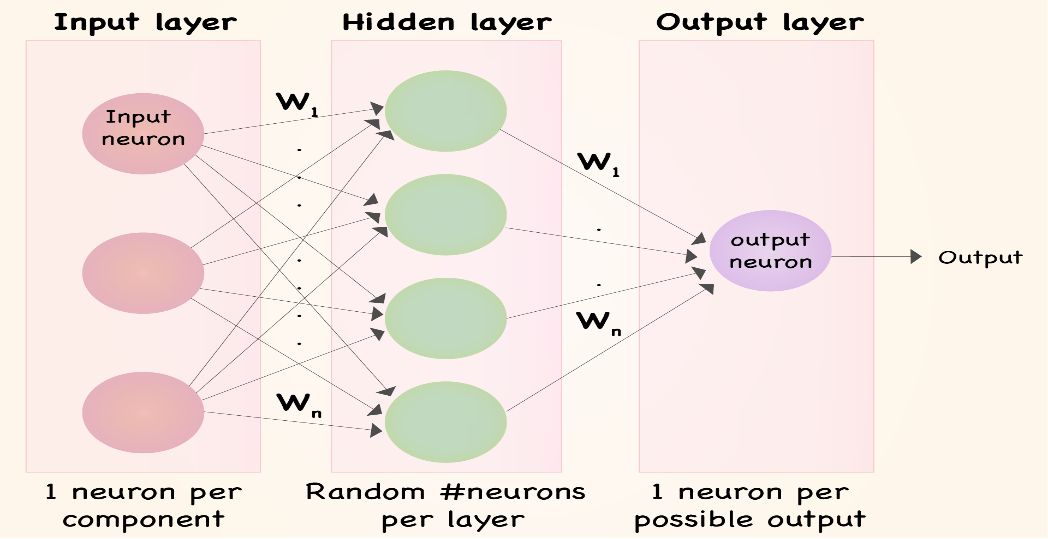 Input layer
Hidden layer
Output layer
Input
neuron
W1
Wn
W1
Wn
output
neuron
Output
1 neuron per
component
Random #neurons
per layer
1 neuron per
possible output